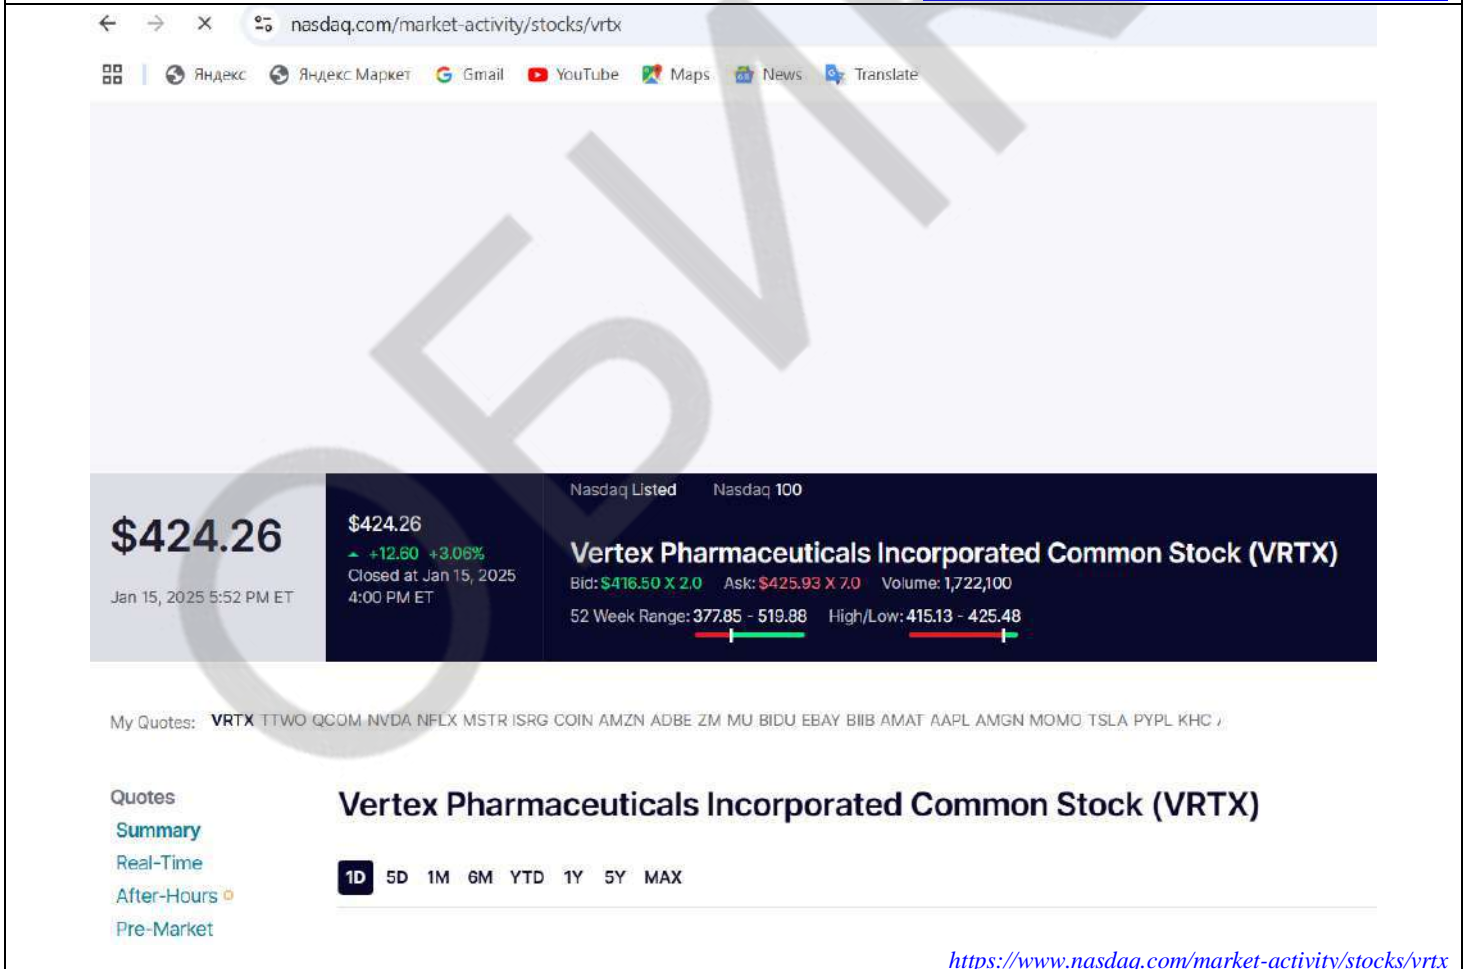 nasdaq.com/market-activity/stocks/vrtx
Яндекс Яндекс Маркет Gmail YouTube Maps News Translate
Nasdaq Listed Nasdaq 100
$424.26
Jan 15, 2025 5:52 PM ET
$424.26
+12.60 +3.06%
Closed at Jan 15, 2025
4:00 PM ET
Vertex Pharmaceuticals Incorporated Common Stock (VRTX)
Bid: $416.50 X 2.0 Ask: $425.93 X 7.0 Volume: 1,722,100
52 Week Range: 377.85 - 519.88 High/Low: 415.13 - 425.48
My Quotes: VRTX TTWO QCOM NVDA NFLX MSTR ISRG COIN AMZN ADBE ZM MU BIDU EBAY BIIB AMAT AAPL AMGN MOMO TSLA PYPL KHC
Quotes
Summary
Real-Time
After-Hours
Pre-Market
Vertex Pharmaceuticals Incorporated Common Stock (VRTX)
1D 5D 1M 6M YTD 1Y 5Y MAX
https://www.nasdaq.com/market-activity/stocks/vrtx